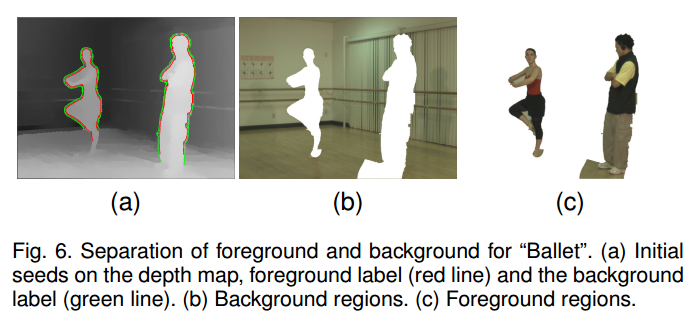 (a)
(b)
(c)
Fig. 6. Separation of foreground and background for “Ballet”. (a) Initial
seeds on the depth map, foreground label (red line) and the background
label (green line). (b) Background regions. (c) Foreground regions.